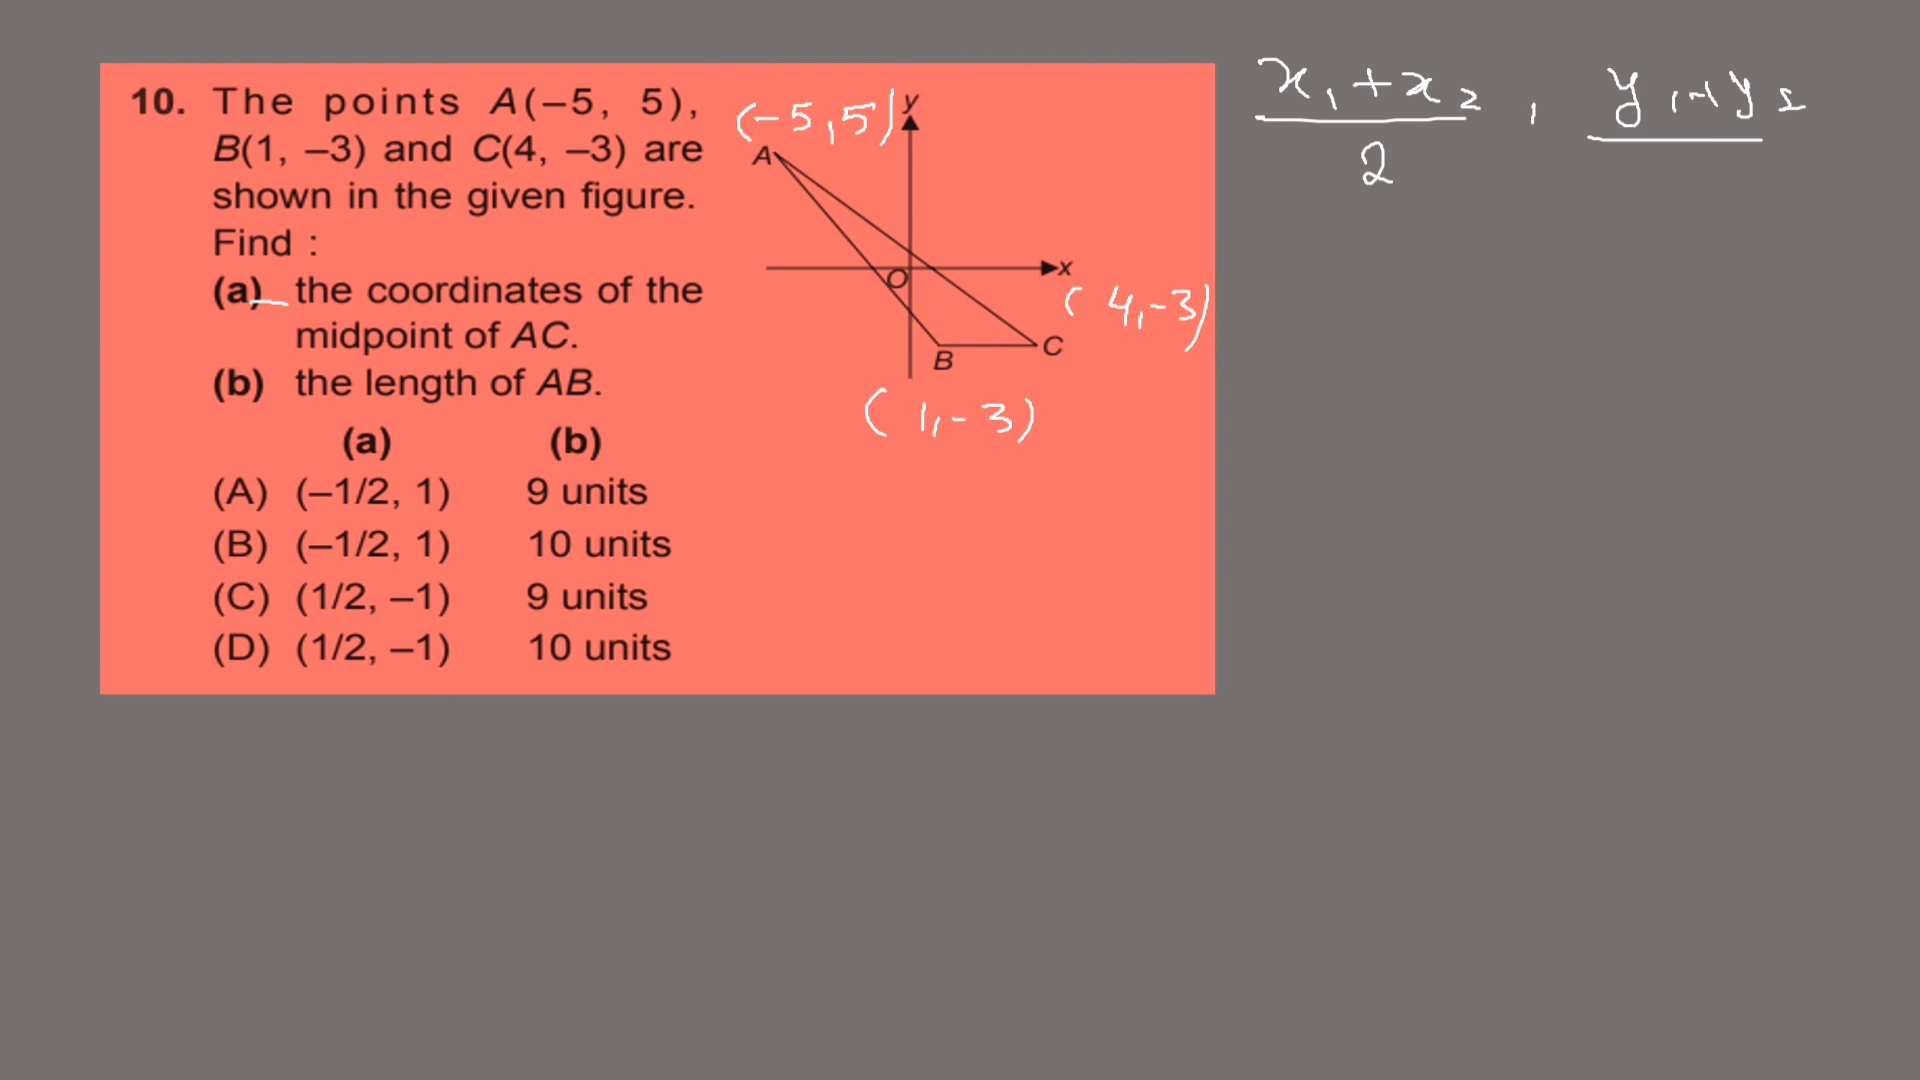 10. The points A(–5, 5),
B(1, –3) and C(4, –3) are
shown in the given figure.
Find :
(a) the coordinates of the
midpoint of AC.
(b) the length of AB.
(a) (b)
(A) (–1/2, 1) 9 units
(B) (–1/2, 1) 10 units
(C) (1/2, –1) 9 units
(D) (1/2, –1) 10 units
(-5,5) y
A
x
O
(4,-3)
C
B
(1,-3)
x₁+x₂ , y₁+y₂
2